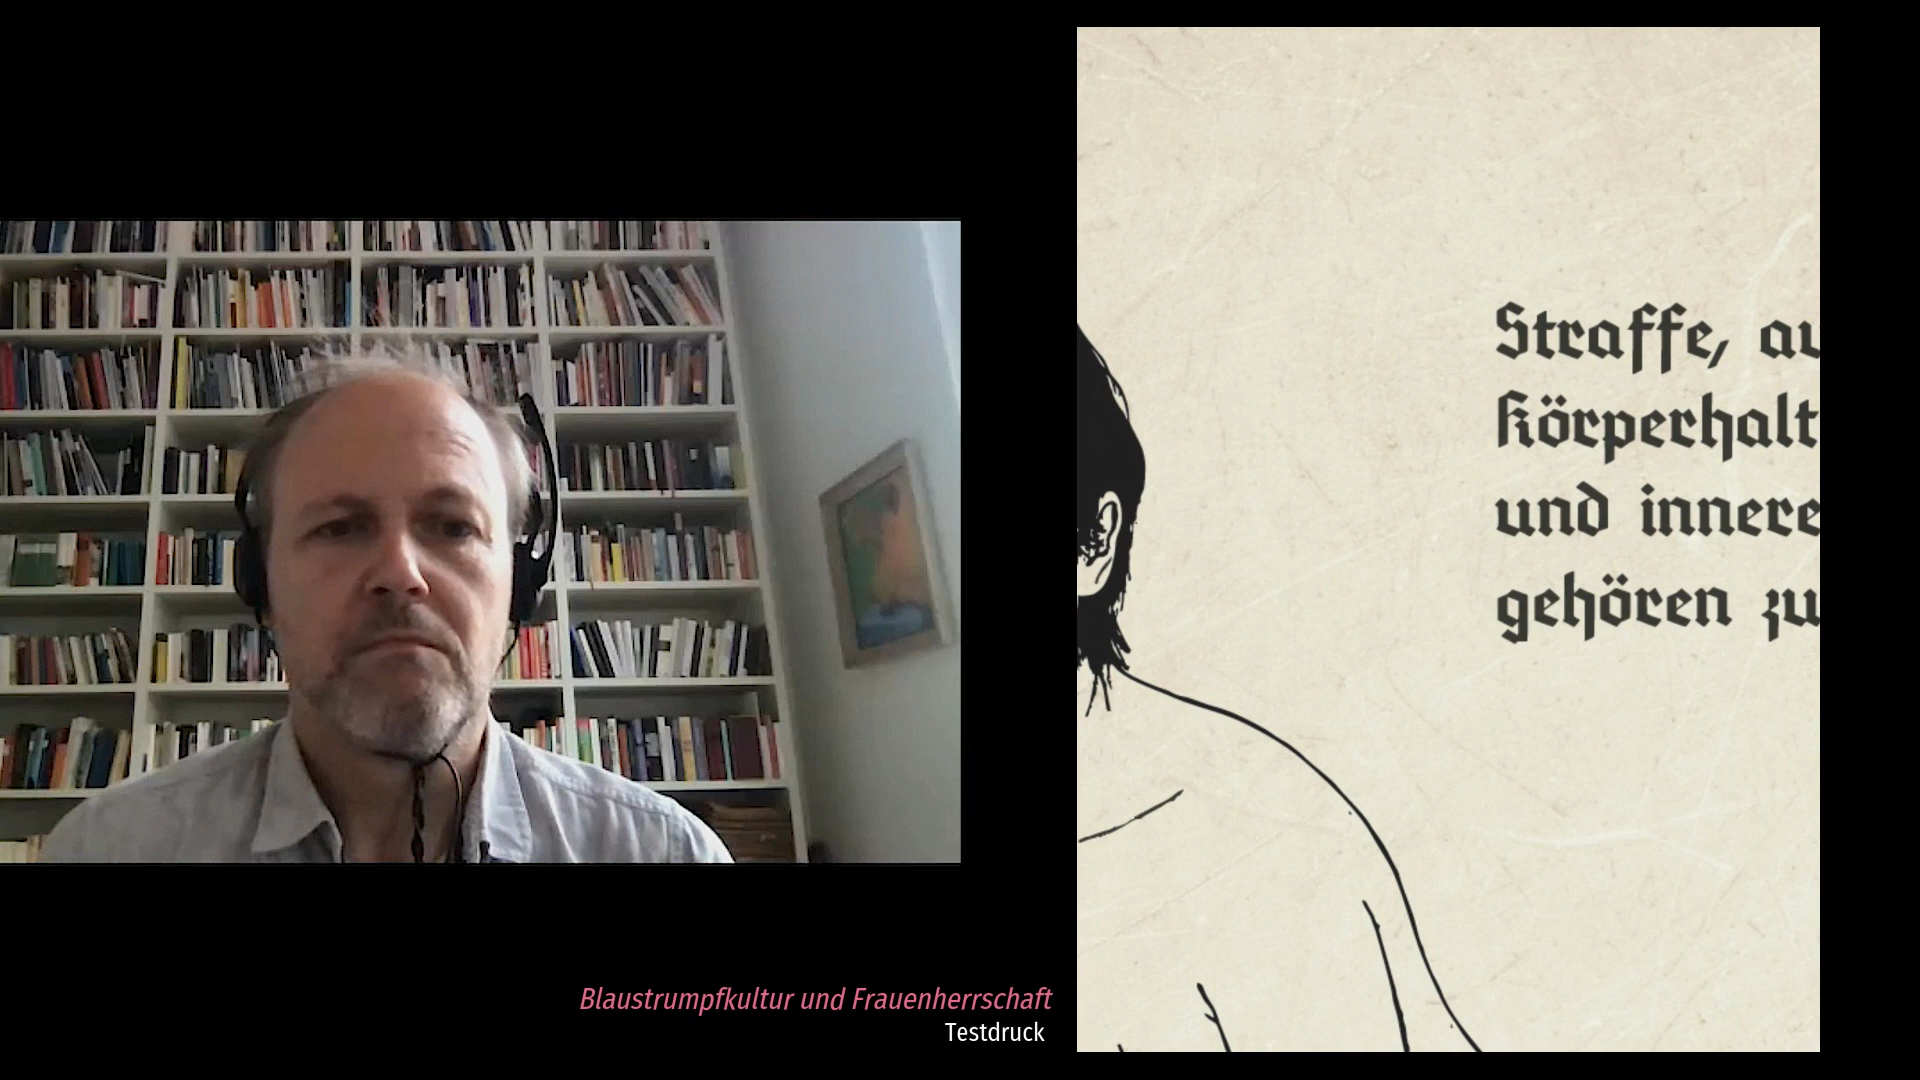 Straffe, au
Körperhalt
und innere
gehören zu
Blaustrumpfkultur und Frauenherrschaft
Testdruck